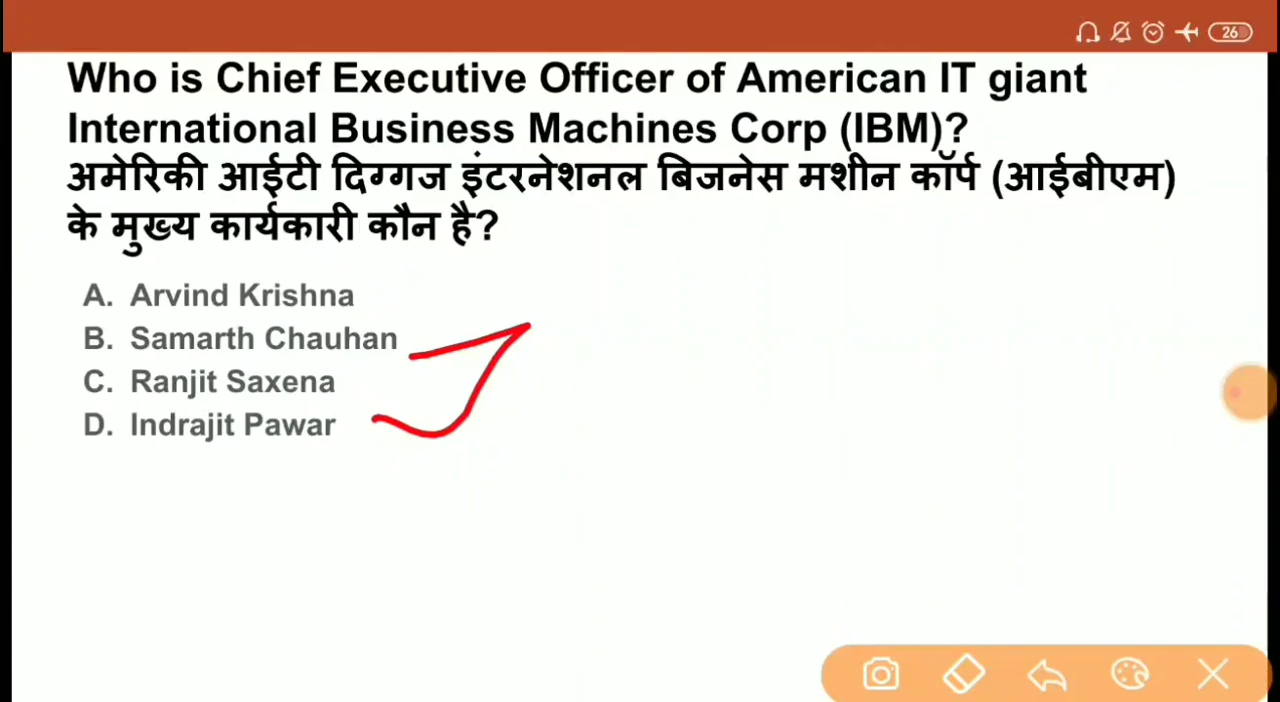 26
Who is Chief Executive Officer of American IT giant
International Business Machines Corp (IBM)?
अमेरिकी आईटी दिग्गज इंटरनेशनल बिजनेस मशीन कॉर्प (आईबीएम)
के मुख्य कार्यकारी कौन है?
A. Arvind Krishna
B. Samarth Chauhan
C. Ranjit Saxena
D. Indrajit Pawar